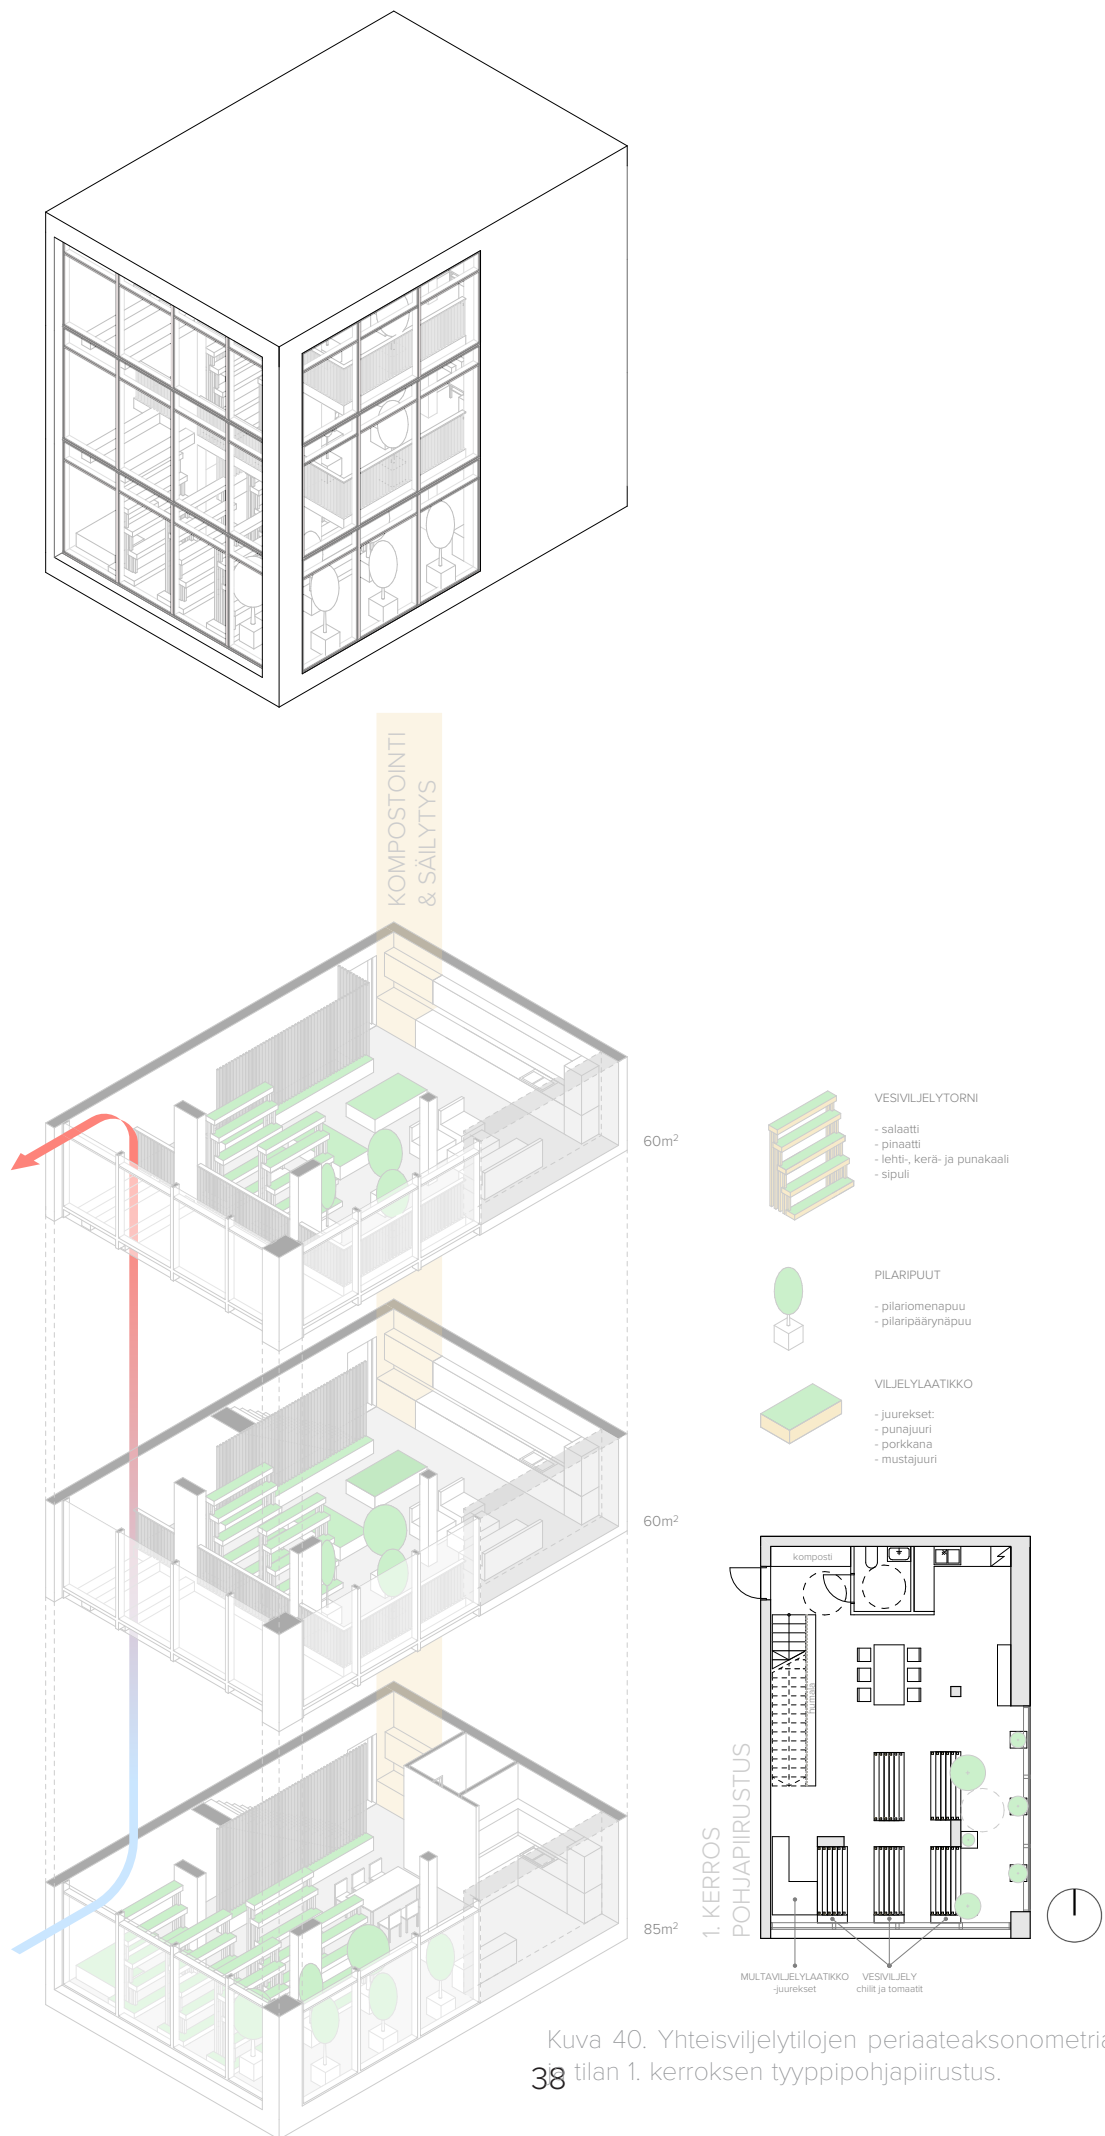 KOMPOSTOINTI
& SÄILYTYS
60m²
VESIVILJELYTORNI
- salaatti
- pinaatti
- lehti-, kerä- ja punakaali
- sipuli
PILARIPUUT
- pilariomenapuu
- pilaripäärynäpuu
VILJELYLAATIKKO
- juurekset:
- punajuuri
- porkkana
- mustajuuri
60m²
komposti
humala
1. KERROS
POHJAPIIRUSTUS
85m²
MULTAVILJELYLAATIKKO
-juurekset
VESIVILJELY
chilit ja tomaatit
Kuva 40. Yhteisviljelytilojen periaateaksonometria
ja tilan 1. kerroksen tyyppipohjapiirustus.
38